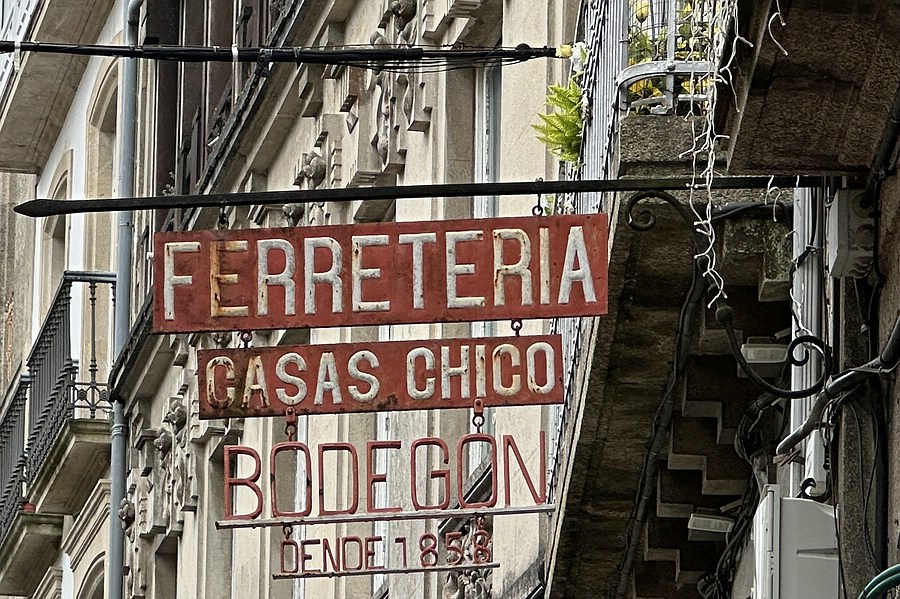 FERRETERIA
CASAS CHICO
BODEGON
DENDE 1858